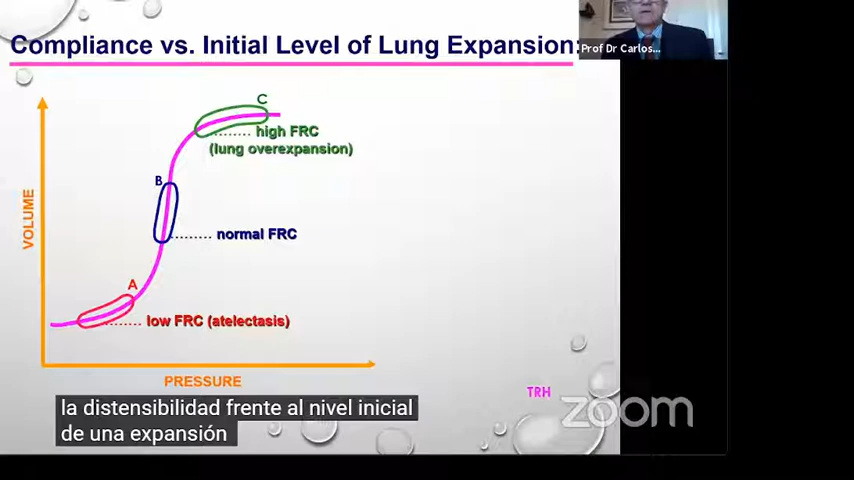 Compliance vs. Initial Level of Lung Expansion:
Prof Dr Carlos...
C
high FRC
(lung overexpansion)
B
VOLUME
normal FRC
A
low FRC (atelectasis)
PRESSURE
TRH
zoom
la distensibilidad frente al nivel inicial
de una expansión